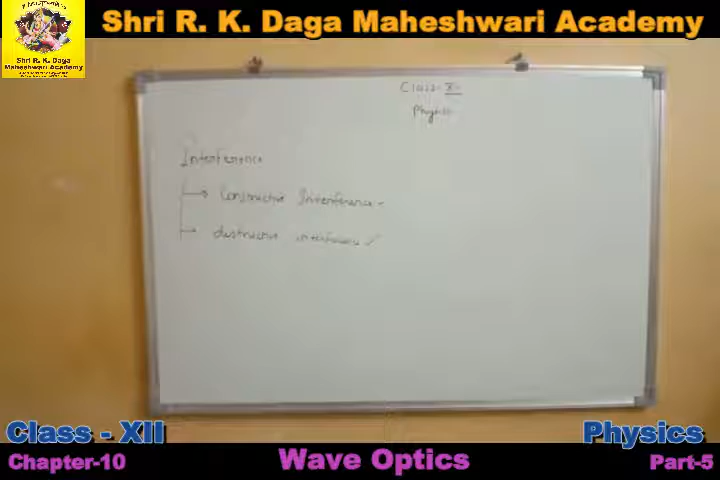 Shri R. K. Daga Maheshwari Academy
Shri R. K. Daga
Maheshwari Academy
Class-X
Physics
Interference
Constructive Interference
destructive interference ✓
Class - XII
Physics
Chapter-10
Wave Optics
Part-5